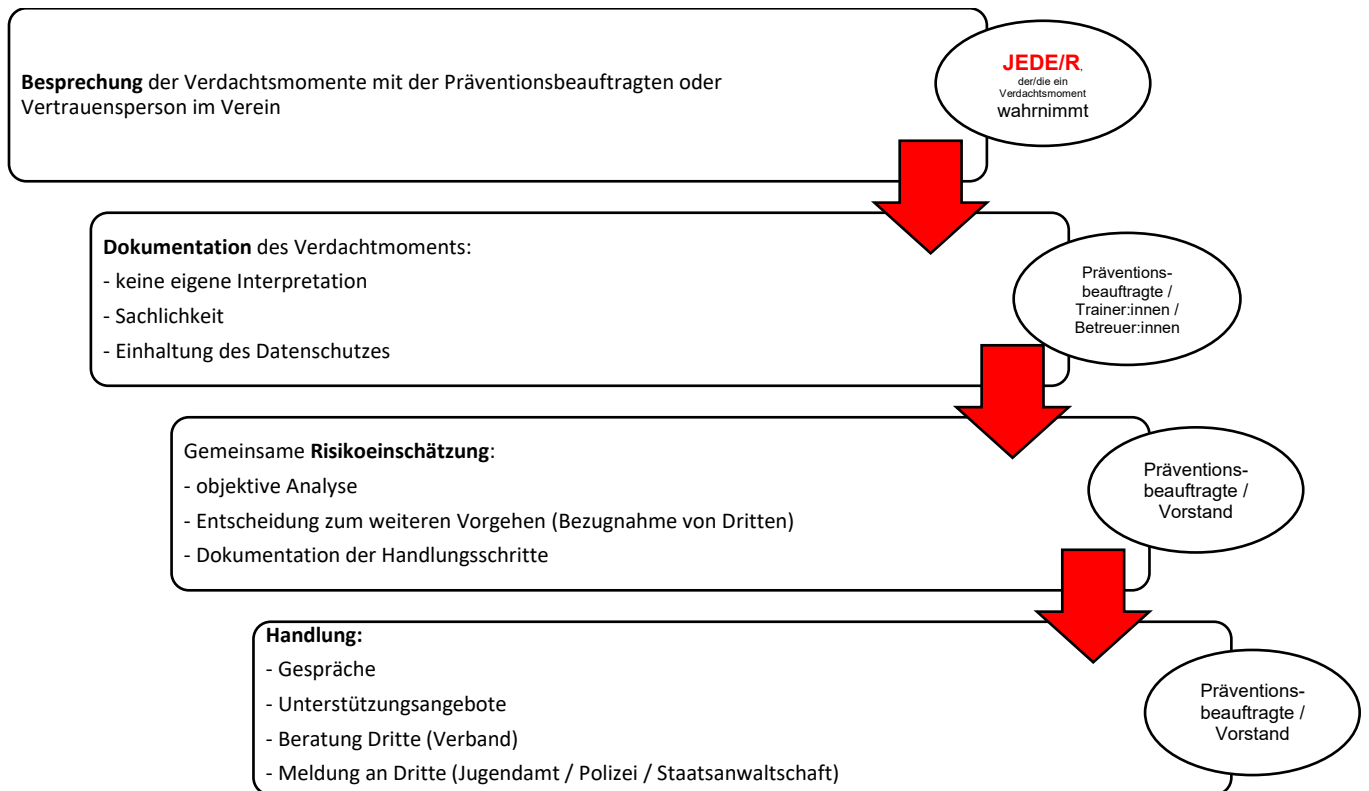 Besprechung der Verdachtsmomente mit der Präventionsbeauftragten oder
Vertrauensperson im Verein
JEDE/R,
der/die ein
Verdachtsmoment
wahrnimmt
Dokumentation des Verdachtmoments:
- keine eigene Interpretation
- Sachlichkeit
- Einhaltung des Datenschutzes
Präventions-
beauftragte /
Trainer:innen /
Betreuer:innen
Gemeinsame Risikoeinschätzung:
- objektive Analyse
- Entscheidung zum weiteren Vorgehen (Bezugnahme von Dritten)
- Dokumentation der Handlungsschritte
Präventions-
beauftragte /
Vorstand
Handlung:
- Gespräche
- Unterstützungsangebote
- Beratung Dritte (Verband)
- Meldung an Dritte (Jugendamt / Polizei / Staatsanwaltschaft)
Präventions-
beauftragte /
Vorstand